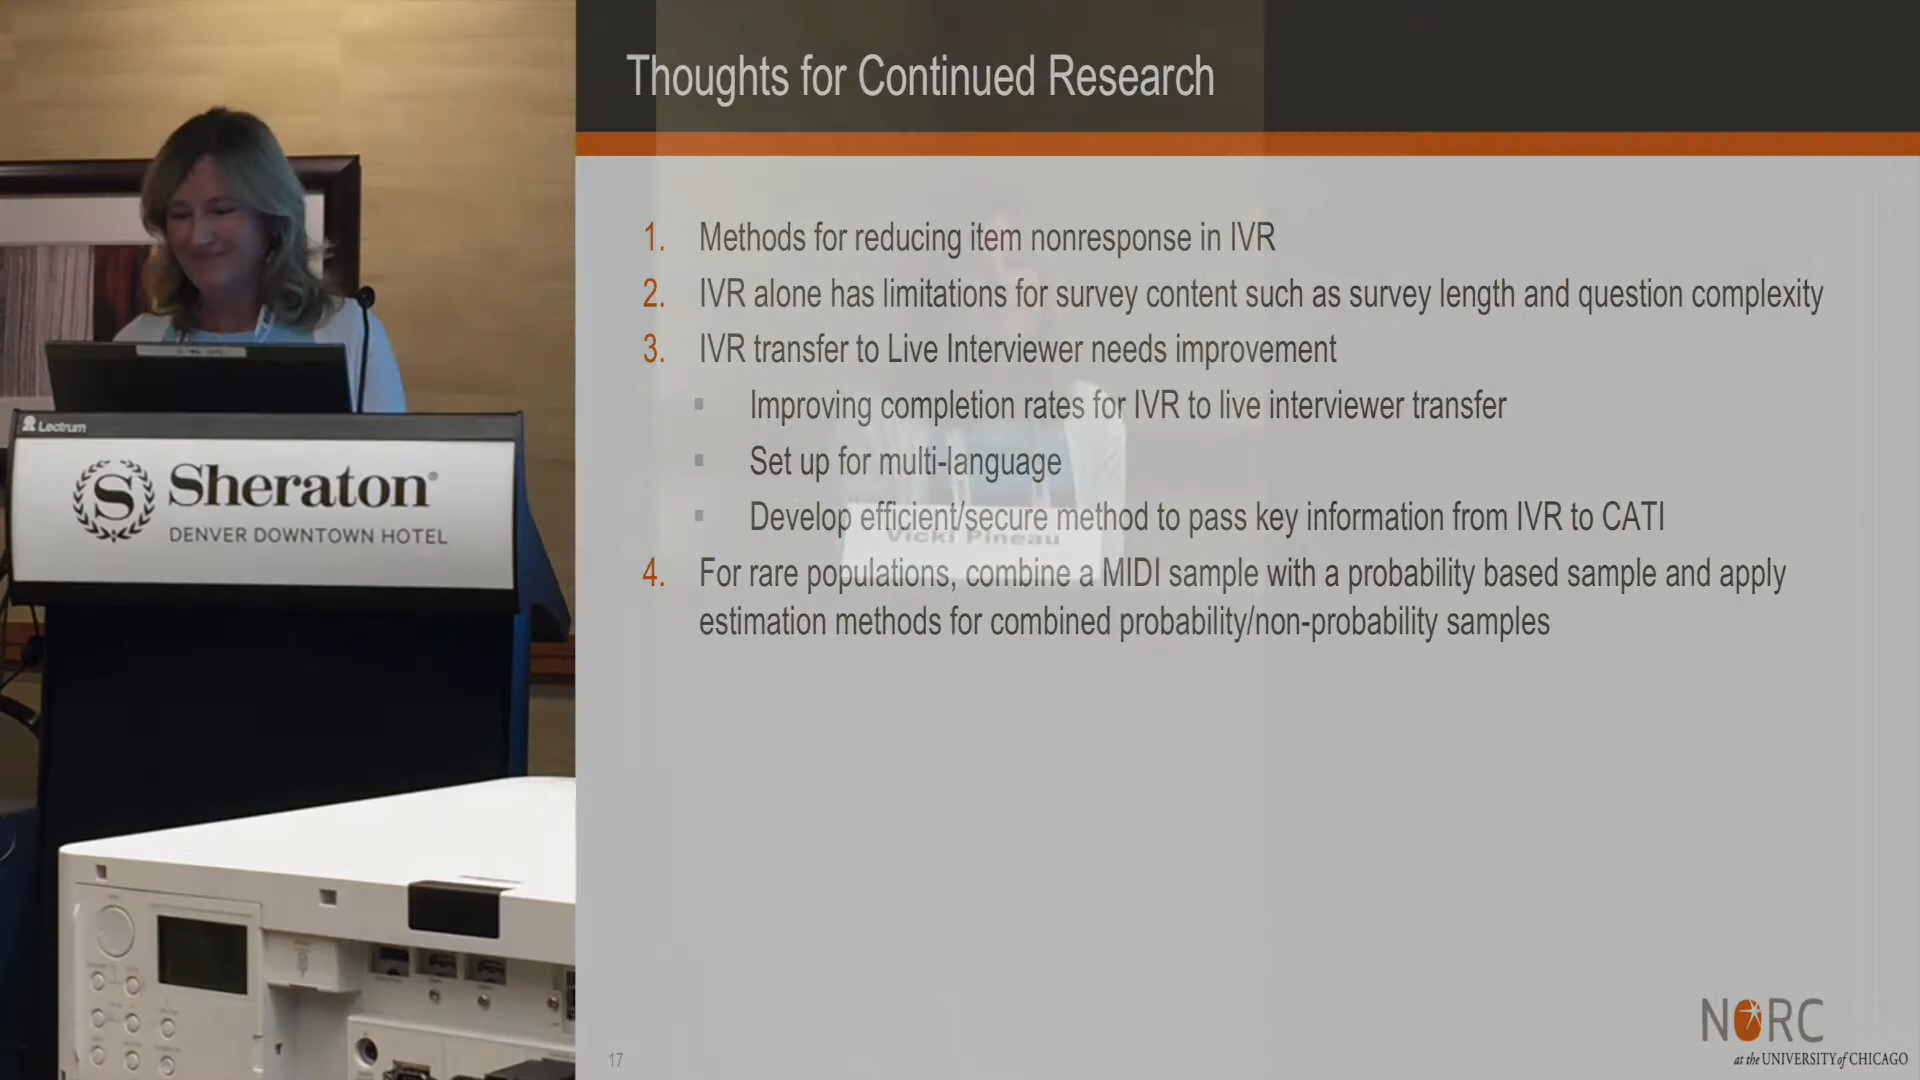 Thoughts for Continued Research
1. Methods for reducing item nonresponse in IVR
2. IVR alone has limitations for survey content such as survey length and question complexity
3. IVR transfer to Live Interviewer needs improvement
▪ Improving completion rates for IVR to live interviewer transfer
▪ Set up for multi-language
▪ Develop efficient/secure method to pass key information from IVR to CATI
4. For rare populations, combine a MIDI sample with a probability based sample and apply
estimation methods for combined probability/non-probability samples
Vicki Pineau
17
NORC
at the UNIVERSITY of CHICAGO
Lectrum
S Sheraton®
DENVER DOWNTOWN HOTEL